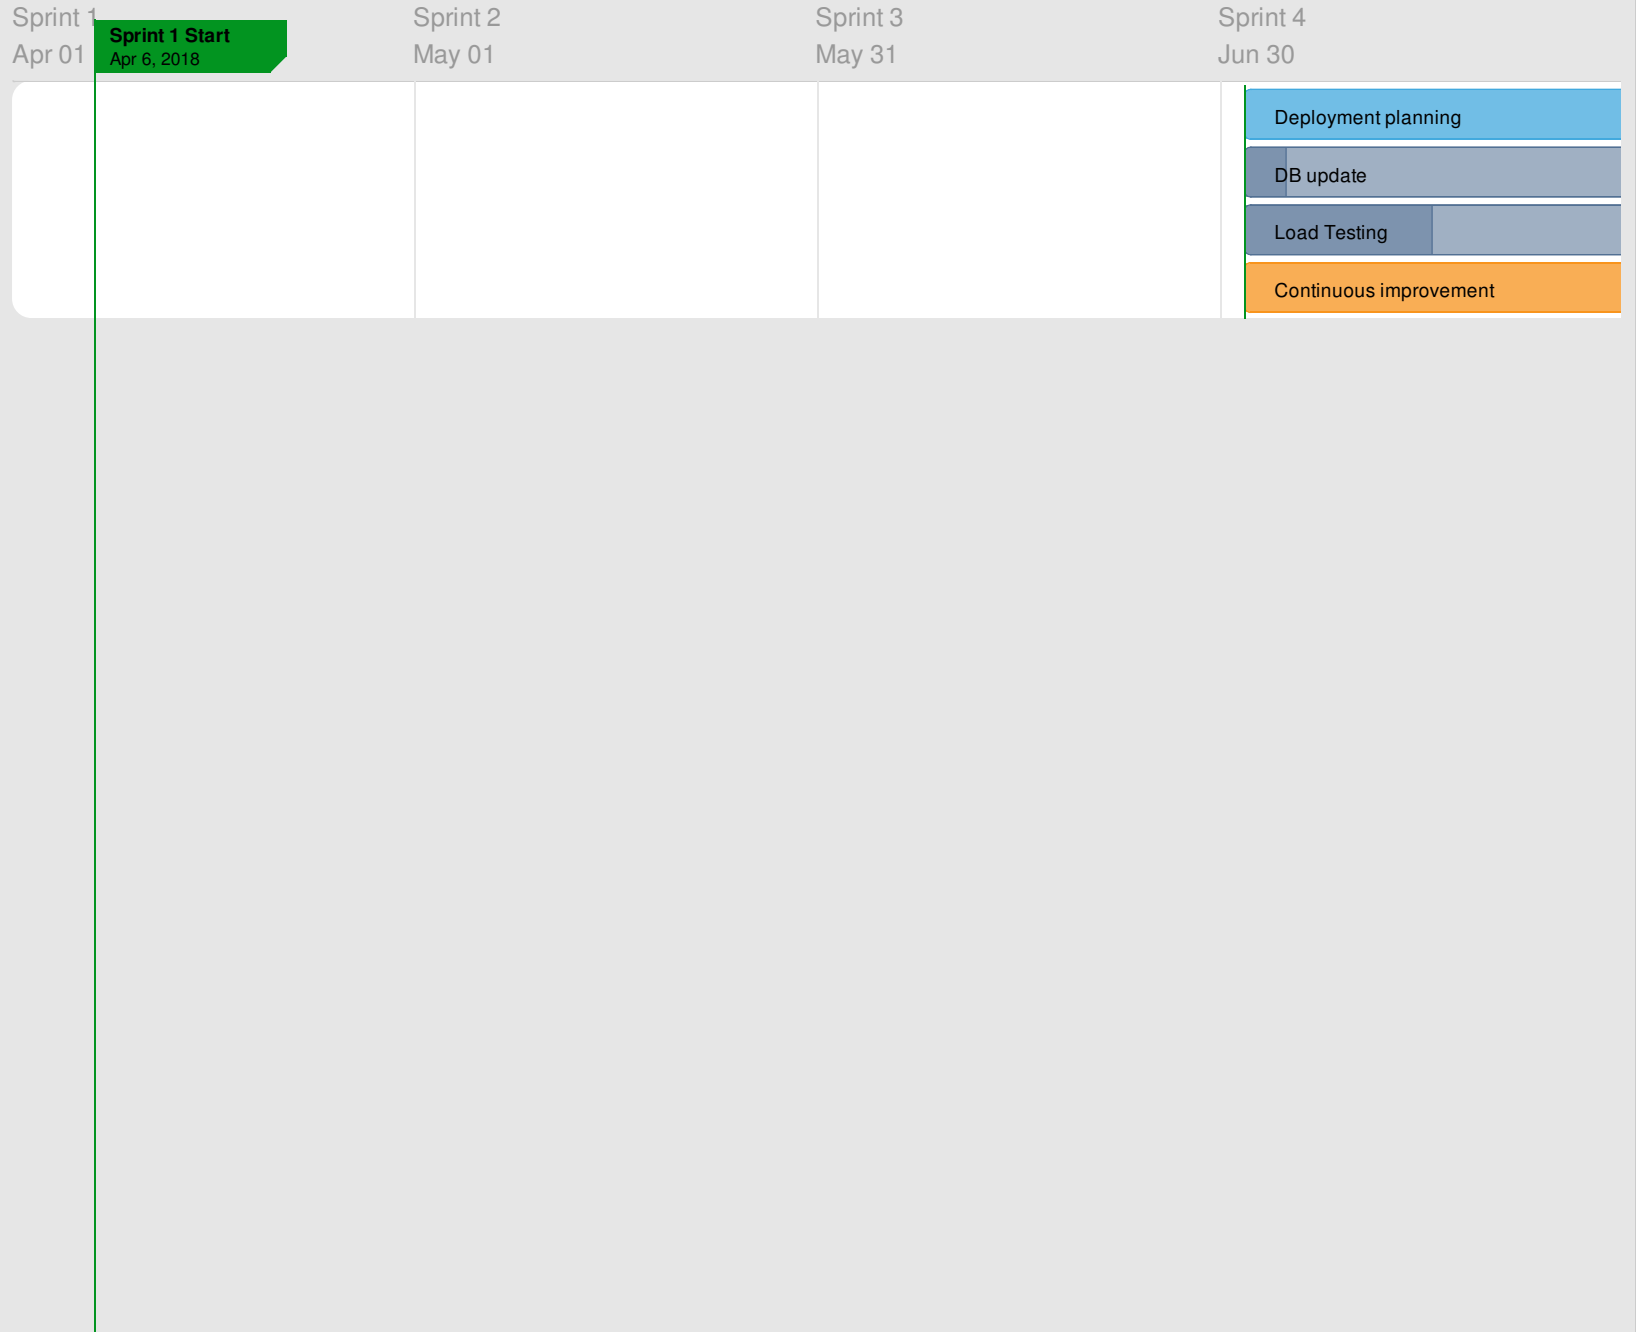 Sprint 1
Sprint 2
Sprint 3
Sprint 4
Apr 01
May 01
May 31
Jun 30
Sprint 1 Start
Apr 6, 2018
Deployment planning
DB update
Load Testing
Continuous improvement